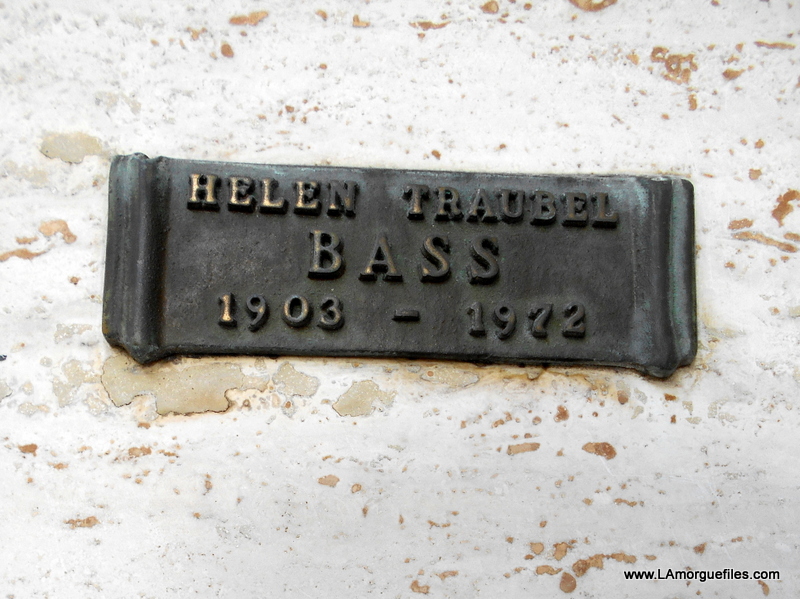 HELEN TRAUBEL
BASS
1903 - 1972
www.LAmorguefiles.com